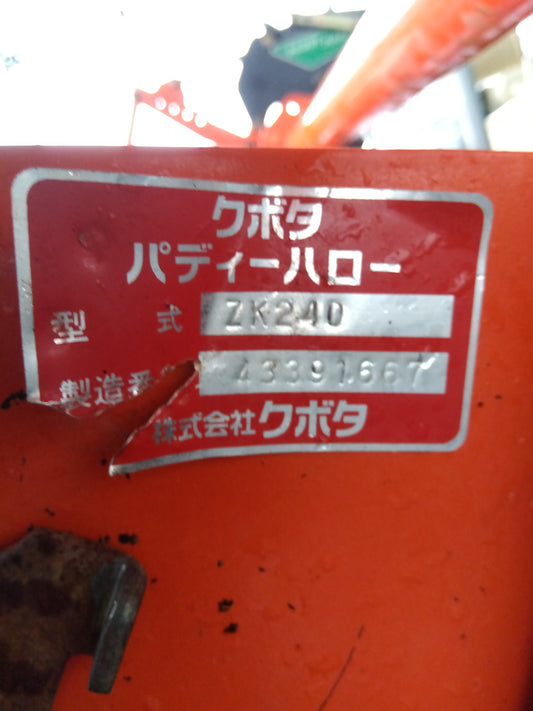 クボタ
パディーハロー
型 式 ZK240
製造番 43391667
株式会社クボタ